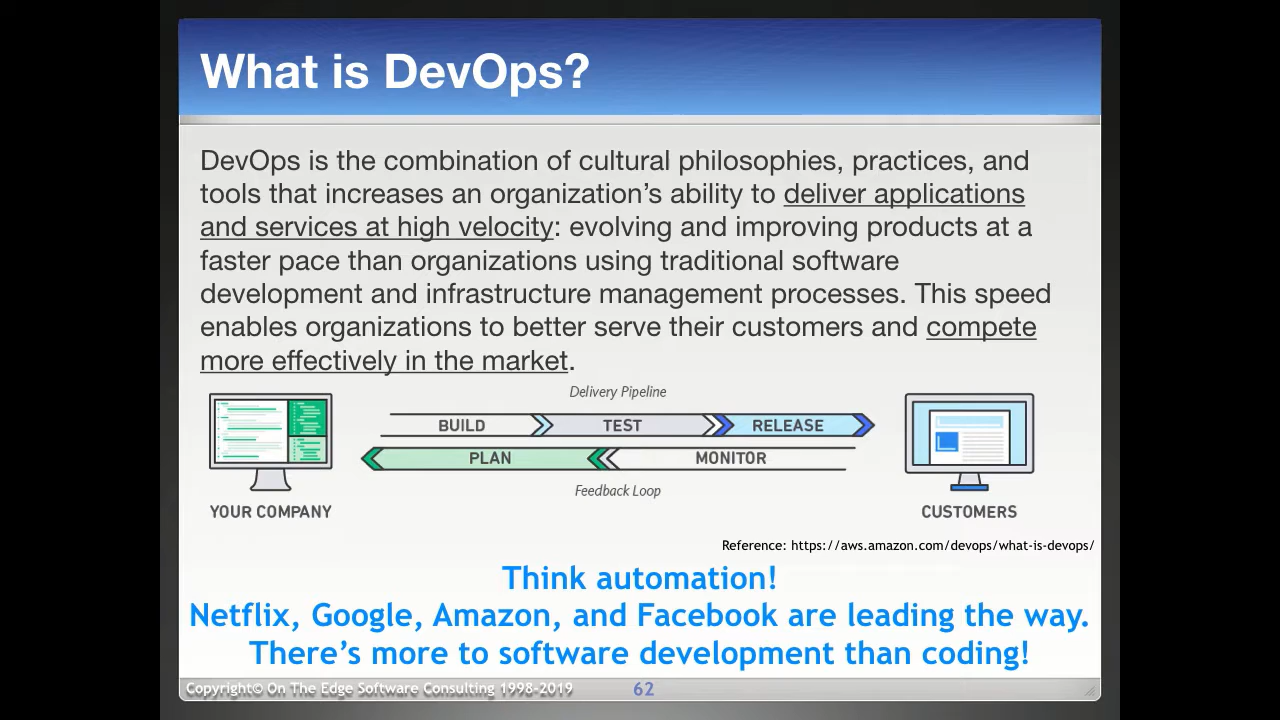 What is DevOps?
DevOps is the combination of cultural philosophies, practices, and
tools that increases an organization’s ability to deliver applications
and services at high velocity: evolving and improving products at a
faster pace than organizations using traditional software
development and infrastructure management processes. This speed
enables organizations to better serve their customers and compete
more effectively in the market.
Delivery Pipeline
BUILD TEST RELEASE
PLAN MONITOR
Feedback Loop
YOUR COMPANY CUSTOMERS
Reference: https://aws.amazon.com/devops/what-is-devops/
Think automation!
Netflix, Google, Amazon, and Facebook are leading the way.
There’s more to software development than coding!
Copyright© On The Edge Software Consulting 1998-2019 62